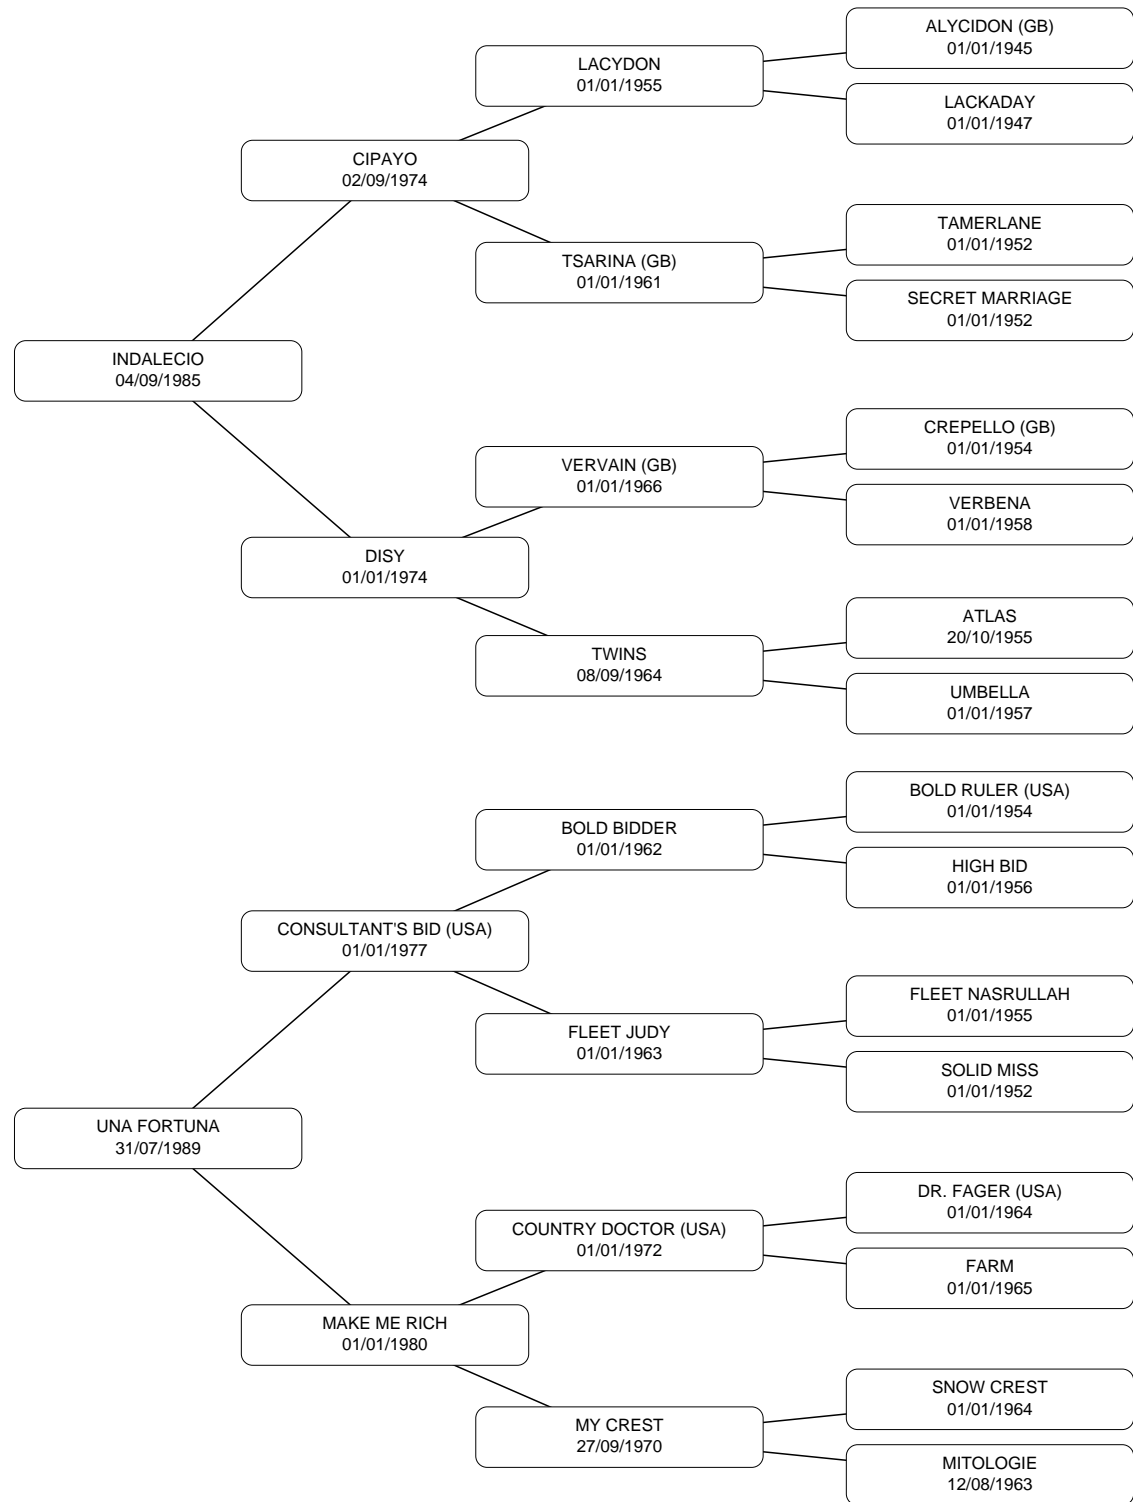 ALYCIDON (GB)
01/01/1945
LACYDON
01/01/1955
LACKADAY
01/01/1947
CIPAYO
02/09/1974
TAMERLANE
01/01/1952
TSARINA (GB)
01/01/1961
SECRET MARRIAGE
01/01/1952
INDALECIO
04/09/1985
CREPELLO (GB)
01/01/1954
VERVAIN (GB)
01/01/1966
VERBENA
01/01/1958
DISY
01/01/1974
ATLAS
20/10/1955
TWINS
08/09/1964
UMBELLA
01/01/1957
BOLD RULER (USA)
01/01/1954
BOLD BIDDER
01/01/1962
HIGH BID
01/01/1956
CONSULTANT'S BID (USA)
01/01/1977
FLEET NASRULLAH
01/01/1955
FLEET JUDY
01/01/1963
SOLID MISS
01/01/1952
UNA FORTUNA
31/07/1989
DR. FAGER (USA)
01/01/1964
COUNTRY DOCTOR (USA)
01/01/1972
FARM
01/01/1965
MAKE ME RICH
01/01/1980
SNOW CREST
01/01/1964
MY CREST
27/09/1970
MITOLOGIE
12/08/1963